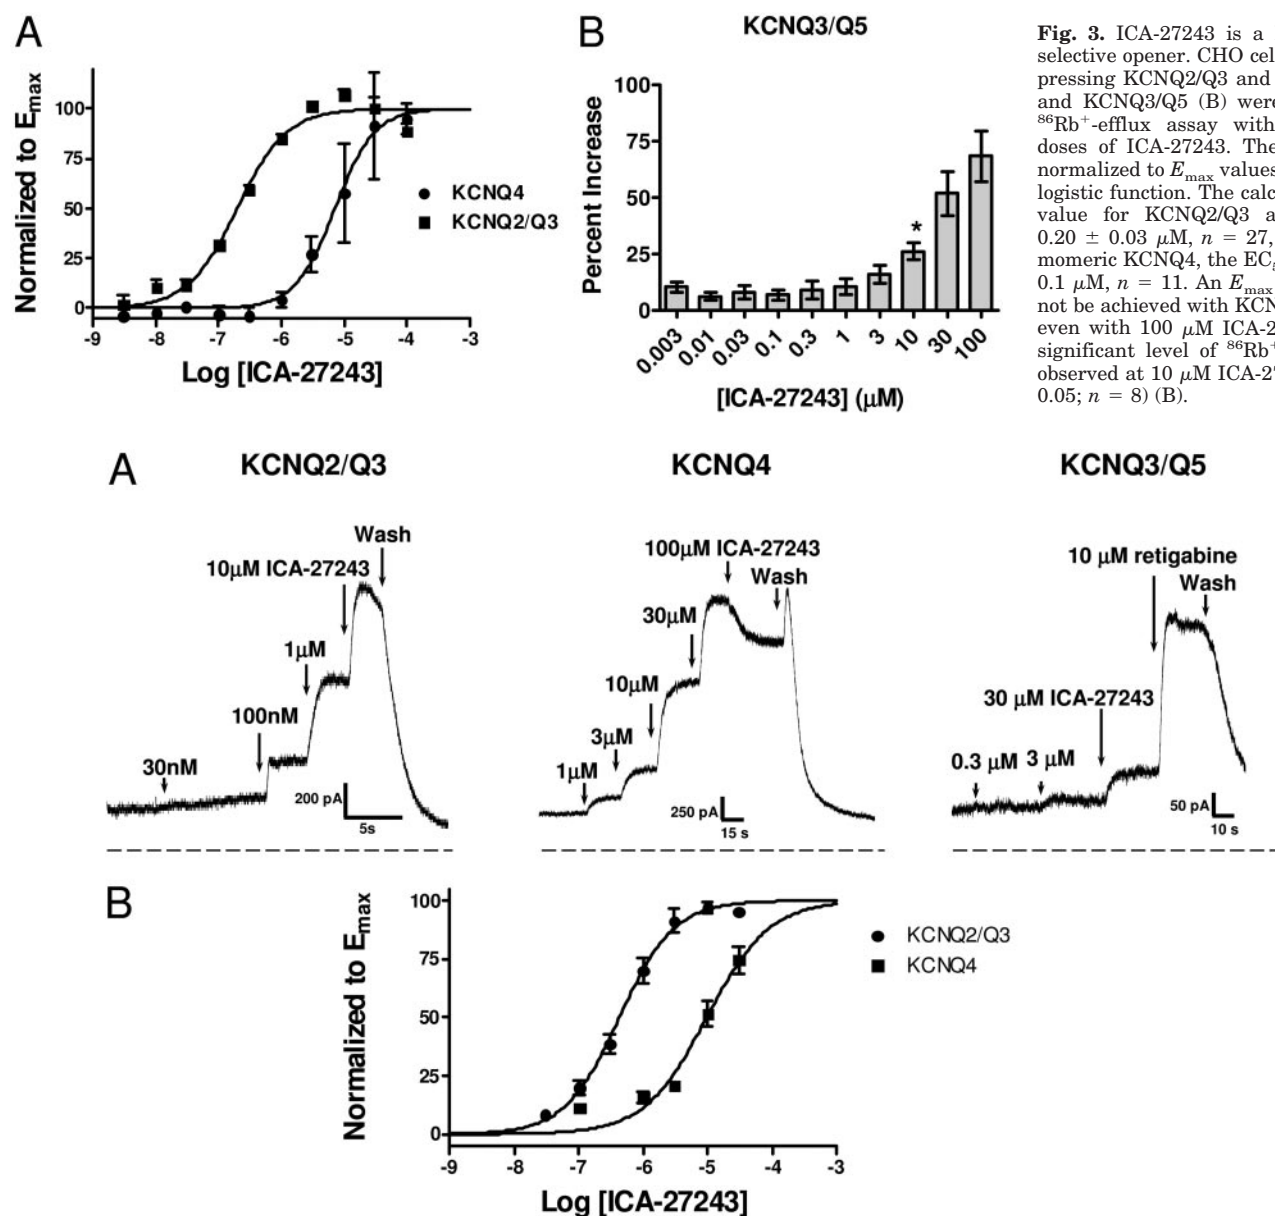 A
Normalized to Emax
100
75
50
25
0
-9 -8 -7 -6 -5 -4 -3
Log [ICA-27243]
KCNQ4
KCNQ2/Q3
B
KCNQ3/Q5
Percent Increase
100
75
50
25
0
*
0.003 0.01 0.03 0.1 0.3 1 3 10 30 100
[ICA-27243] (μM)
Fig. 3. ICA-27243 is a
selective opener. CHO cel
pressing KCNQ2/Q3 and
and KCNQ3/Q5 (B) were
86Rb+-efflux assay with
doses of ICA-27243. The
normalized to Emax values
logistic function. The calc
value for KCNQ2/Q3 a
0.20 ± 0.03 μM, n = 27,
momeric KCNQ4, the EC
0.1 μM, n = 11. An Emax
not be achieved with KCN
even with 100 μM ICA-2
significant level of 86Rb+
observed at 10 μM ICA-27
0.05; n = 8) (B).
A
KCNQ2/Q3
30nM
100nM
1μM
10μM ICA-27243
Wash
200 pA
5s
KCNQ4
1μM
3μM
10μM
30μM
100μM ICA-27243
Wash
250 pA
15 s
KCNQ3/Q5
0.3 μM
3 μM
30 μM ICA-27243
10 μM retigabine
Wash
50 pA
10 s
B
Normalized to Emax
100
75
50
25
0
-9 -8 -7 -6 -5 -4 -3
Log [ICA-27243]
KCNQ2/Q3
KCNQ4